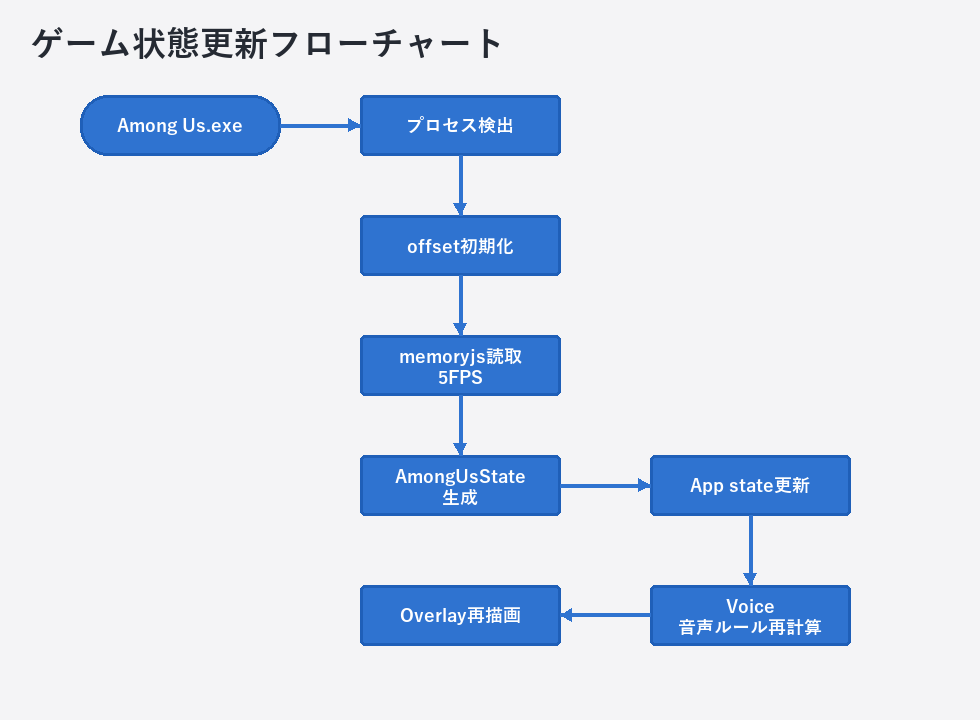 ゲーム状態更新フローチャート
Among Us.exe
プロセス検出
offset初期化
memoryjs読取
5FPS
AmongUsState
生成
App state更新
Voice
音声ルール再計算
Overlay再描画